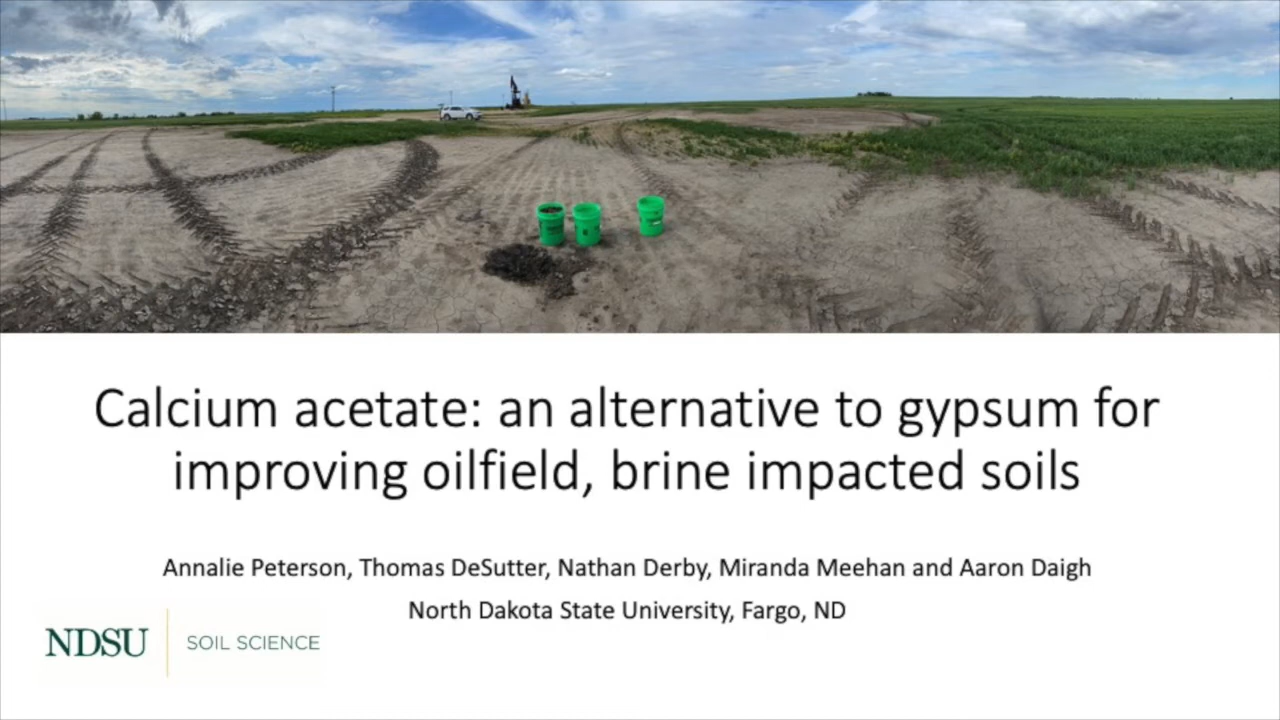 Calcium acetate: an alternative to gypsum for
improving oilfield, brine impacted soils
Annalie Peterson, Thomas DeSutter, Nathan Derby, Miranda Meehan and Aaron Daigh
North Dakota State University, Fargo, ND
NDSU SOIL SCIENCE